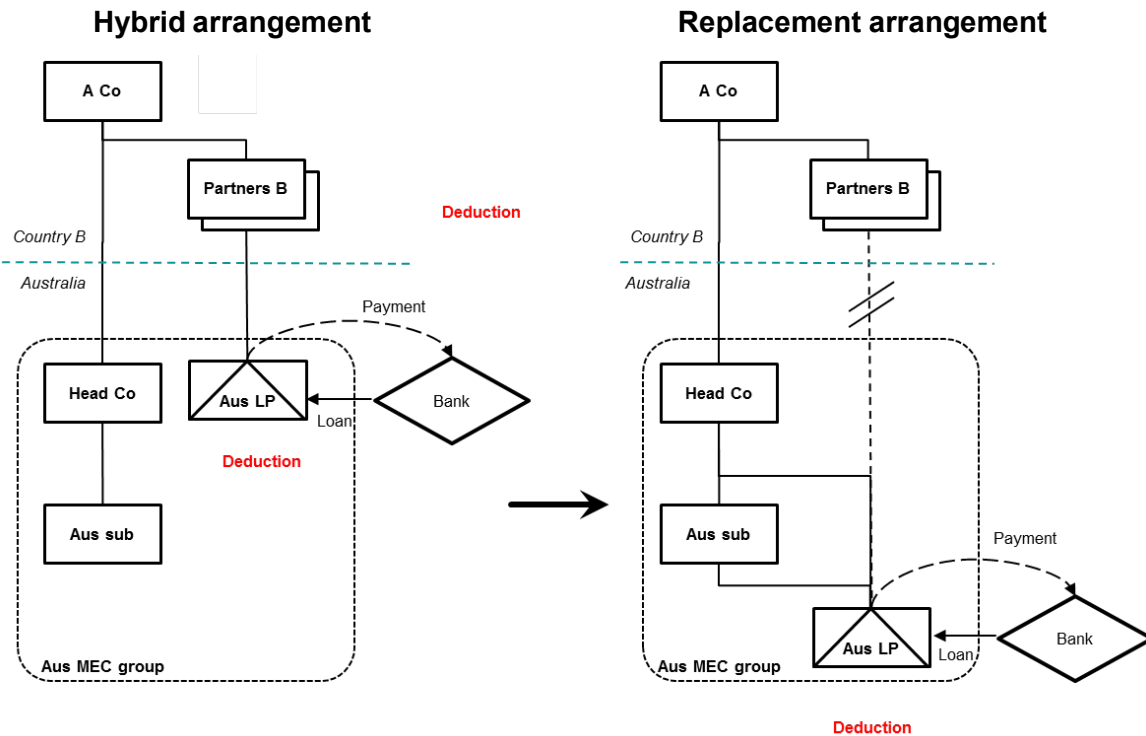 Hybrid arrangement
A Co
Partners B
Deduction
Country B
Australia
Payment
Head Co
Aus LP
Bank
Loan
Deduction
Aus sub
Aus MEC group
Replacement arrangement
A Co
Partners B
Country B
Australia
Head Co
Aus sub
Payment
Aus LP
Bank
Loan
Aus MEC group
Deduction